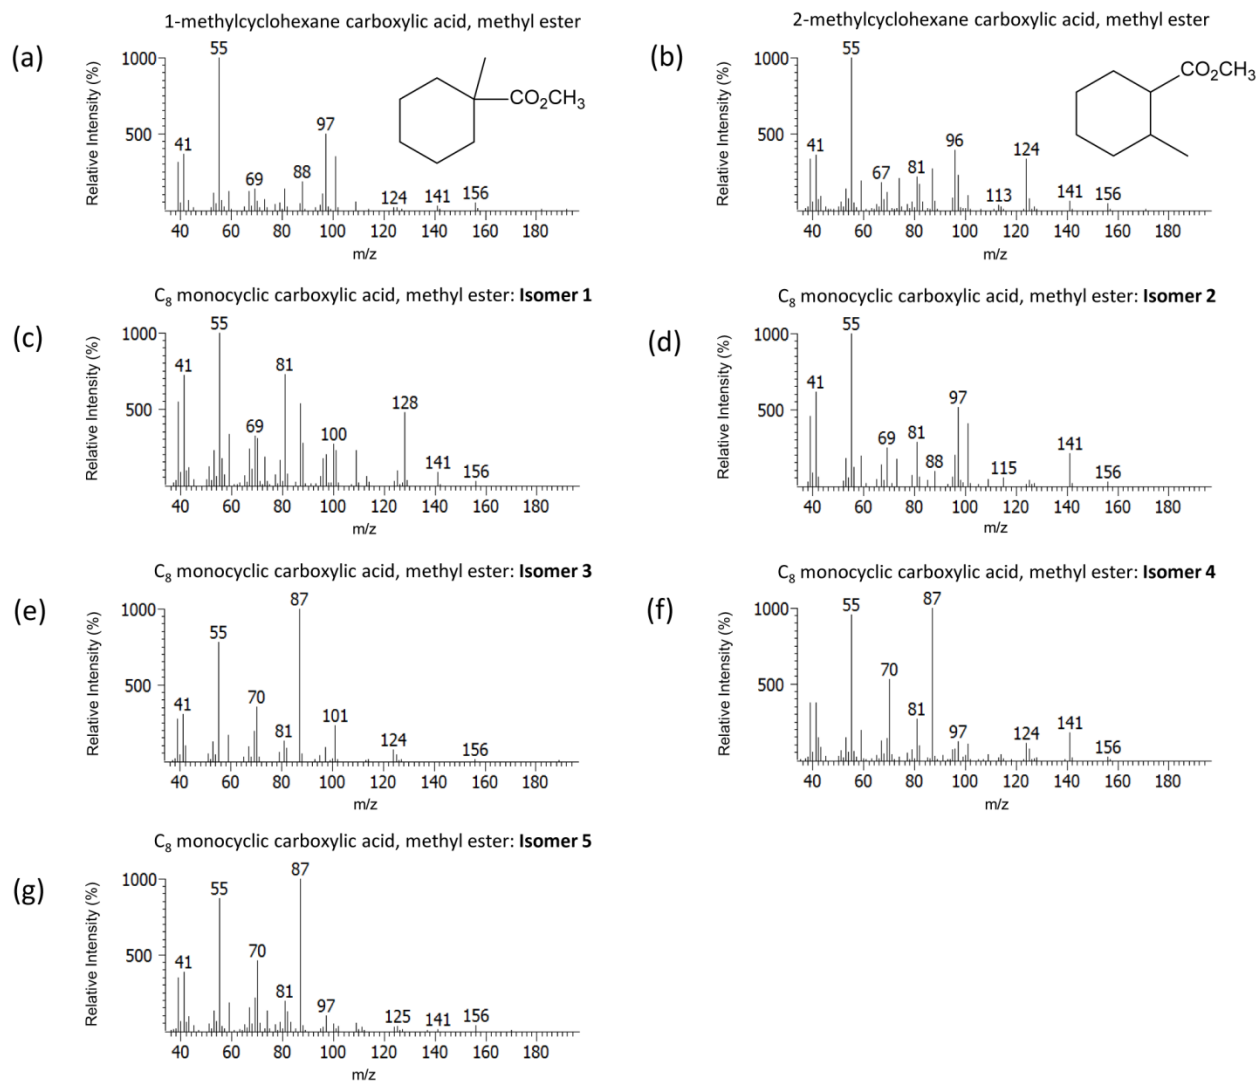 1-methylcyclohexane carboxylic acid, methyl ester
(a)
Relative Intensity (%)
1000
500
55
41
69
88
97
124
141
156
CO₂CH₃
40 60 80 100 120 140 160 180
m/z
2-methylcyclohexane carboxylic acid, methyl ester
(b)
Relative Intensity (%)
1000
500
55
41
67
81
96
113
124
141
156
CO₂CH₃
40 60 80 100 120 140 160 180
m/z
C₈ monocyclic carboxylic acid, methyl ester: Isomer 1
(c)
Relative Intensity (%)
1000
500
55
41
69
81
100
128
141
156
40 60 80 100 120 140 160 180
m/z
C₈ monocyclic carboxylic acid, methyl ester: Isomer 2
(d)
Relative Intensity (%)
1000
500
55
41
69
81
88
97
115
141
156
40 60 80 100 120 140 160 180
m/z
C₈ monocyclic carboxylic acid, methyl ester: Isomer 3
(e)
Relative Intensity (%)
1000
500
87
55
41
70
81
101
124
156
40 60 80 100 120 140 160 180
m/z
C₈ monocyclic carboxylic acid, methyl ester: Isomer 4
(f)
Relative Intensity (%)
1000
500
87
55
70
81
97
124
141
156
40 60 80 100 120 140 160 180
m/z
C₈ monocyclic carboxylic acid, methyl ester: Isomer 5
(g)
Relative Intensity (%)
1000
500
87
55
41
70
81
97
125
141
156
40 60 80 100 120 140 160 180
m/z